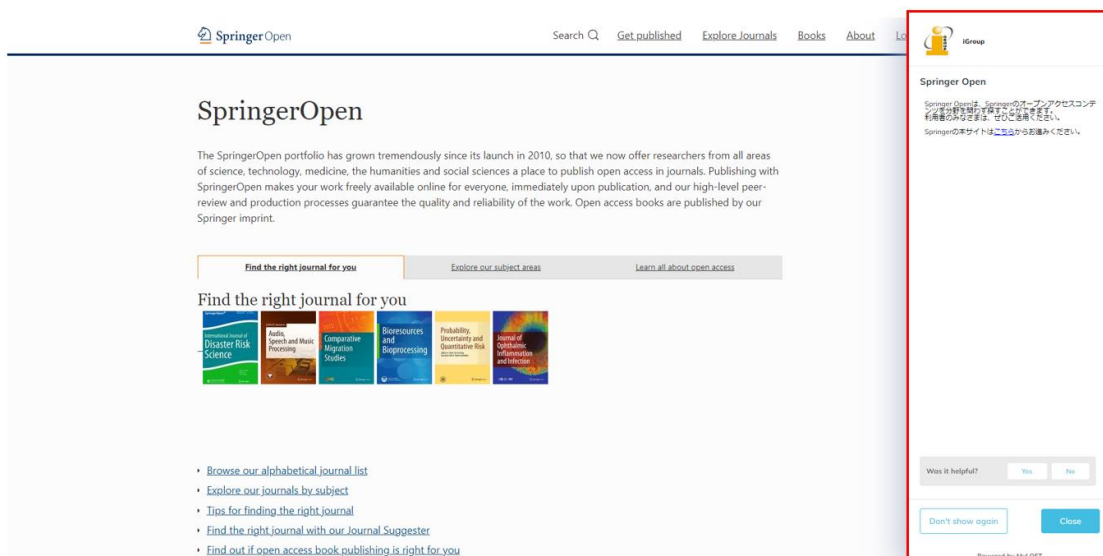 Springer Open
Search
Get published
Explore Journals
Books
About
Lo
SpringerOpen
The SpringerOpen portfolio has grown tremendously since its launch in 2010, so that we now offer researchers from all areas
of science, technology, medicine, the humanities and social sciences a place to publish open access in journals. Publishing with
SpringerOpen makes your work freely available online for everyone, immediately upon publication, and our high-level peer-
review and production processes guarantee the quality and reliability of the work. Open access books are published by our
Springer imprint.
Find the right journal for you
Explore our subject areas
Learn all about open access
Find the right journal for you
International Journal of
Disaster Risk
Science
Audio,
Speech and Music
Processing
Comparative
Migration
Studies
Bioresources
and
Bioprocessing
Probability,
Uncertainty and
Quantitative Risk
Journal of
Ophthalmic
Inflammation
and Infection
Browse our alphabetical journal list
Explore our journals by subject
Tips for finding the right journal
Find the right journal with our Journal Suggester
Find out if open access book publishing is right for you
iGroup
Springer Open
Springer Openは、Springerのオープンアクセスコンテ
ンツを分野を問わず探すことができます。
利用者のみなさまは、ぜひご活用ください。
Springerの本サイトはこちらからお進みください。
Was it helpful?
Yes
No
Don't show again
Close